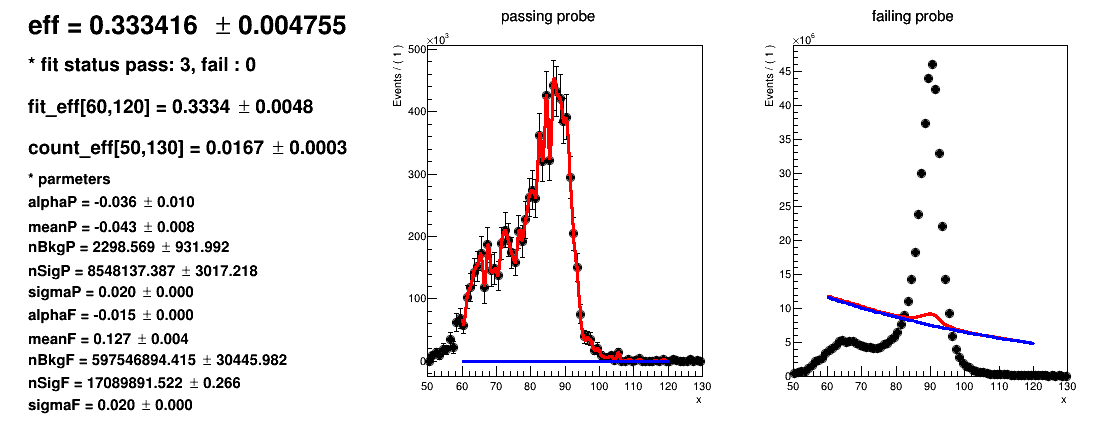 eff = 0.333416 ± 0.004755
* fit status pass: 3, fail : 0
fit_eff[60,120] = 0.3334 ± 0.0048
count_eff[50,130] = 0.0167 ± 0.0003
* parmeters
alphaP = -0.036 ± 0.010
meanP = -0.043 ± 0.008
nBkgP = 2298.569 ± 931.992
nSigP = 8548137.387 ± 3017.218
sigmaP = 0.020 ± 0.000
alphaF = -0.015 ± 0.000
meanF = 0.127 ± 0.004
nBkgF = 597546894.415 ± 30445.982
nSigF = 17089891.522 ± 0.266
sigmaF = 0.020 ± 0.000
passing probe
×10³
Events / ( 1 )
500
400
300
200
100
0
50 60 70 80 90 100 110 120 130
x
failing probe
×10⁶
Events / ( 1 )
45
40
35
30
25
20
15
10
5
0
50 60 70 80 90 100 110 120 130
x